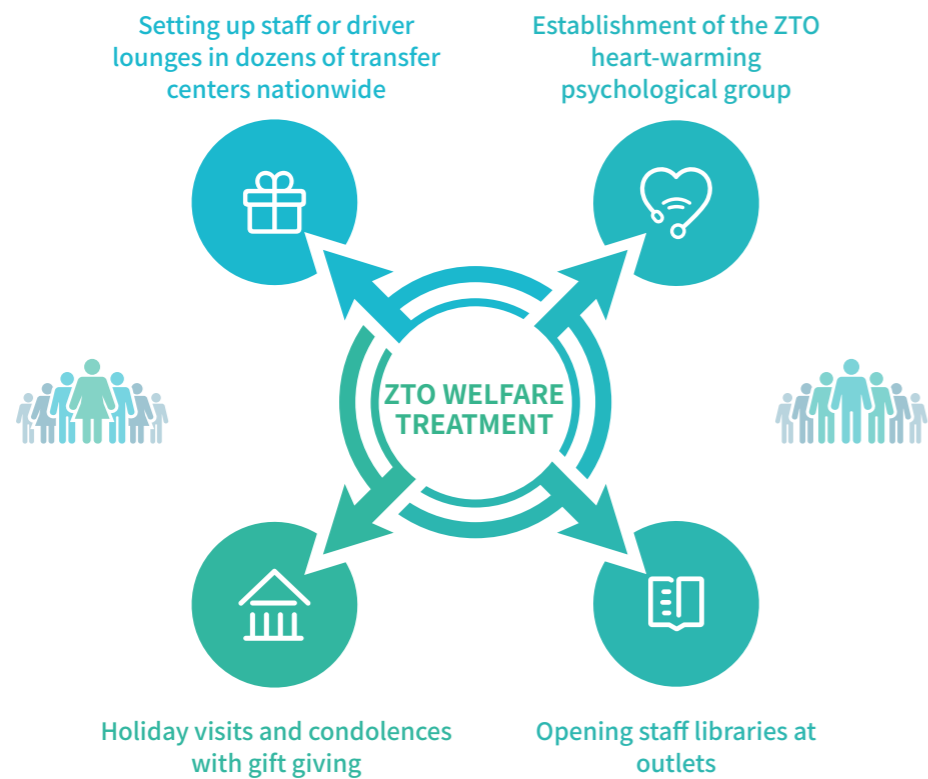 Setting up staff or driver
lounges in dozens of transfer
centers nationwide
Establishment of the ZTO
heart-warming
psychological group
ZTO WELFARE
TREATMENT
Holiday visits and condolences
with gift giving
Opening staff libraries at
outlets